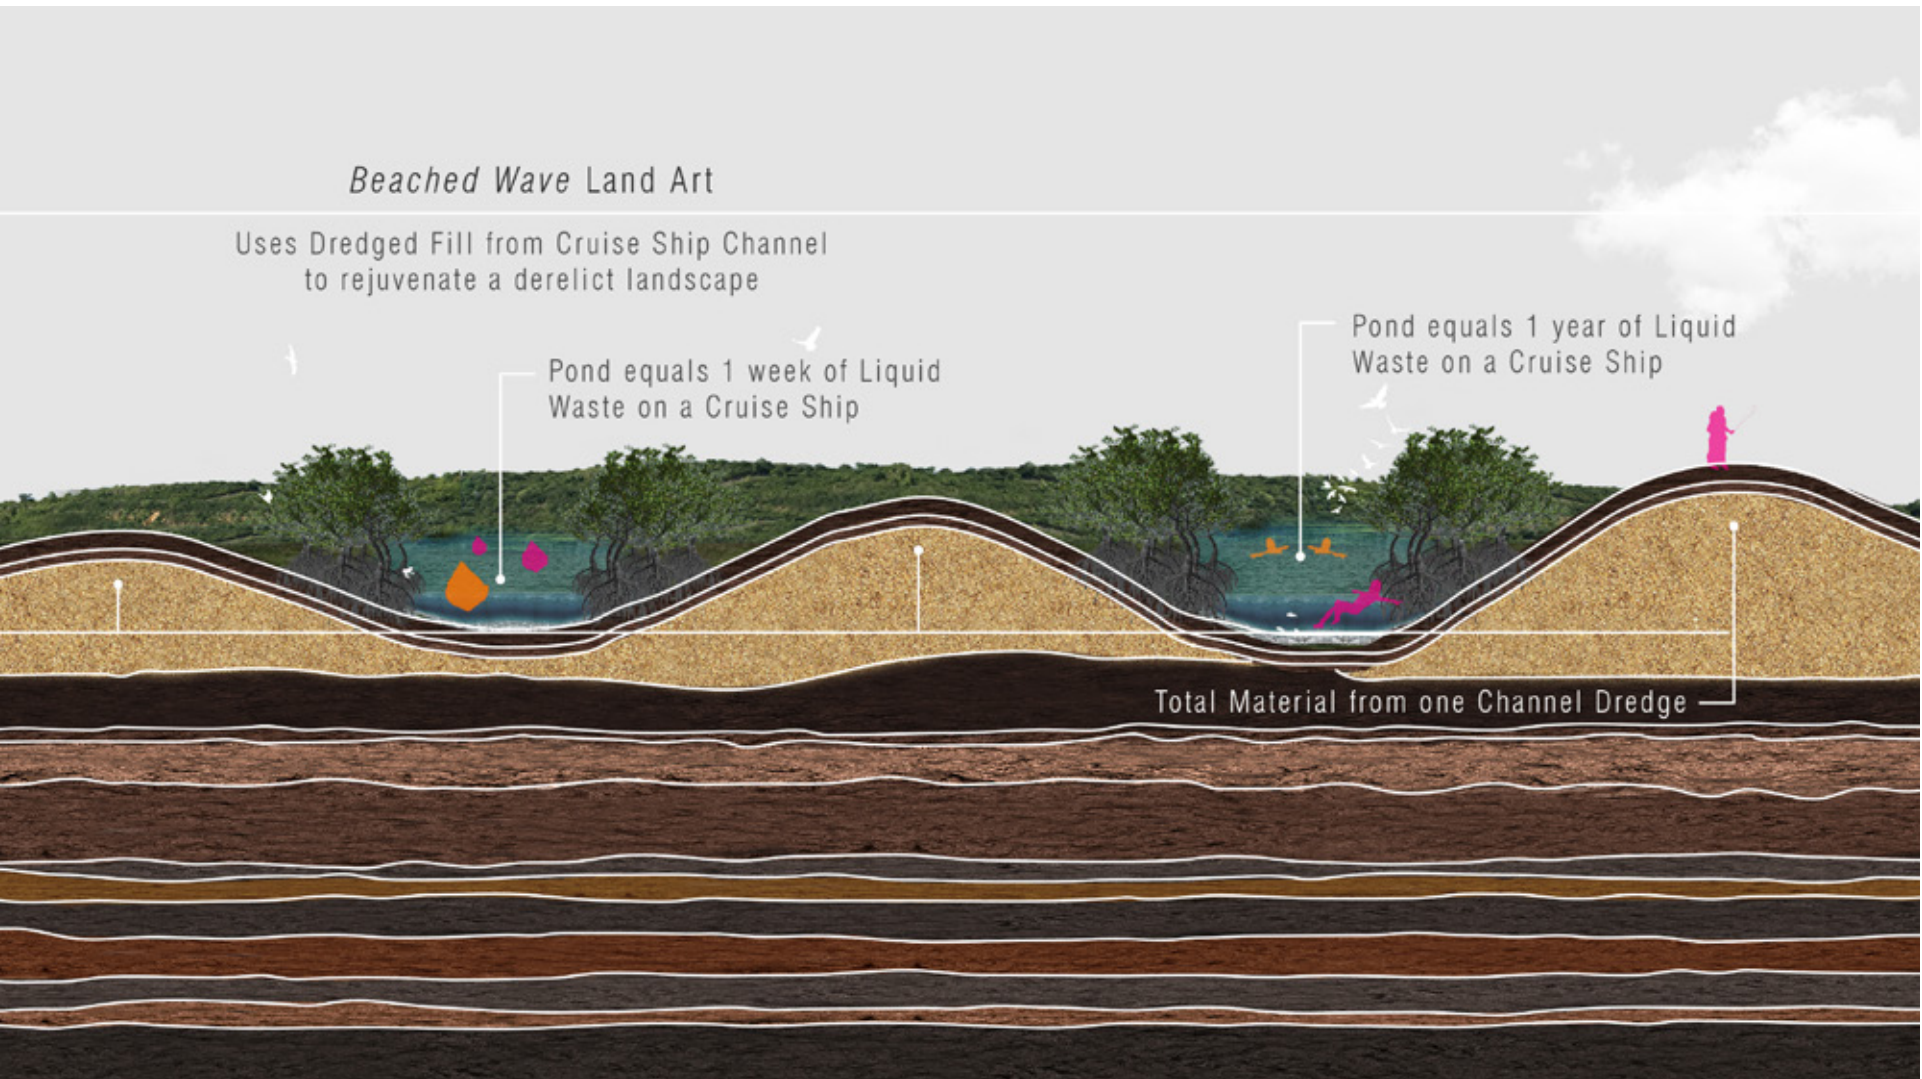 Beached Wave Land Art
Uses Dredged Fill from Cruise Ship Channel
to rejuvenate a derelict landscape
Pond equals 1 week of Liquid
Waste on a Cruise Ship
Pond equals 1 year of Liquid
Waste on a Cruise Ship
Total Material from one Channel Dredge